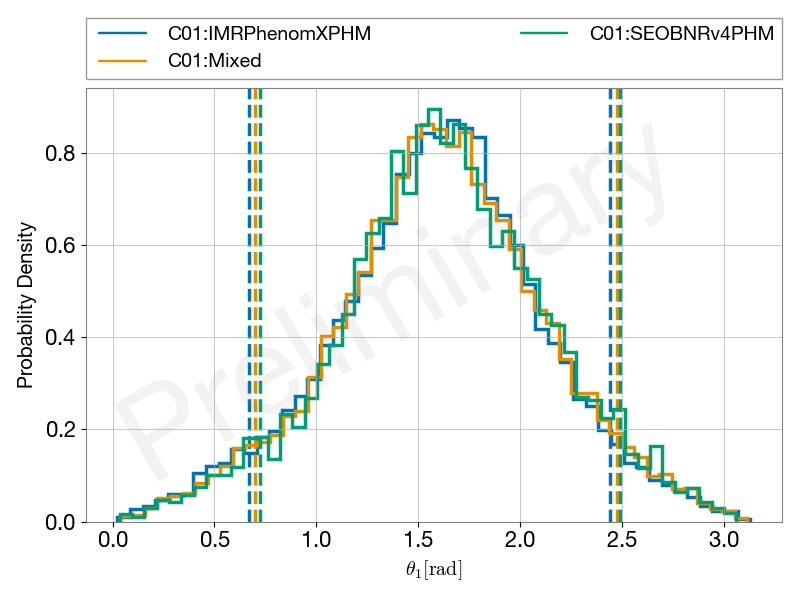 C01:IMRPhenomXPHM
C01:Mixed
C01:SEOBNRv4PHM
Preliminary
Probability Density
0.8
0.6
0.4
0.2
0.0
0.0 0.5 1.0 1.5 2.0 2.5 3.0
θ₁[rad]